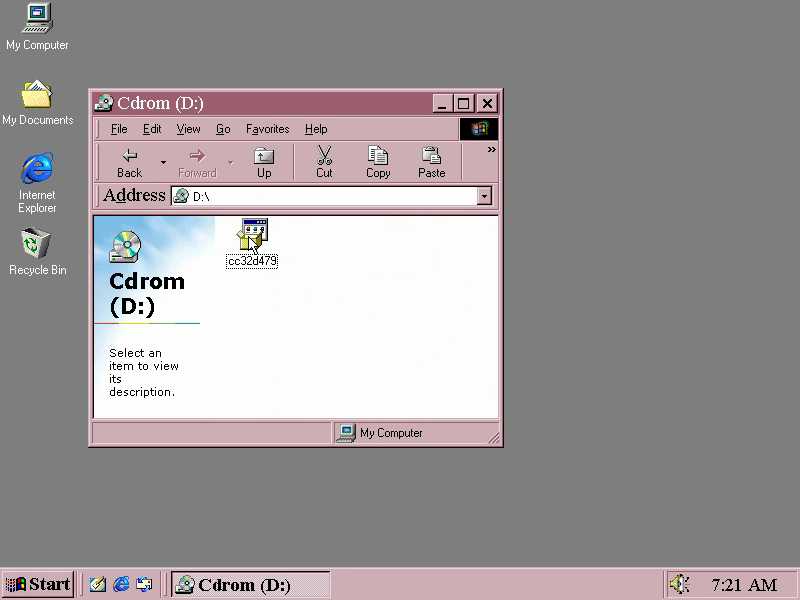 My Computer
My Documents
Internet
Explorer
Recycle Bin
Cdrom (D:)
File Edit View Go Favorites Help
Back Forward Up Cut Copy Paste »
Address D:\
Cdrom
(D:)
Select an
item to view
its
description.
cc32d479
My Computer
Start Cdrom (D:) 7:21 AM